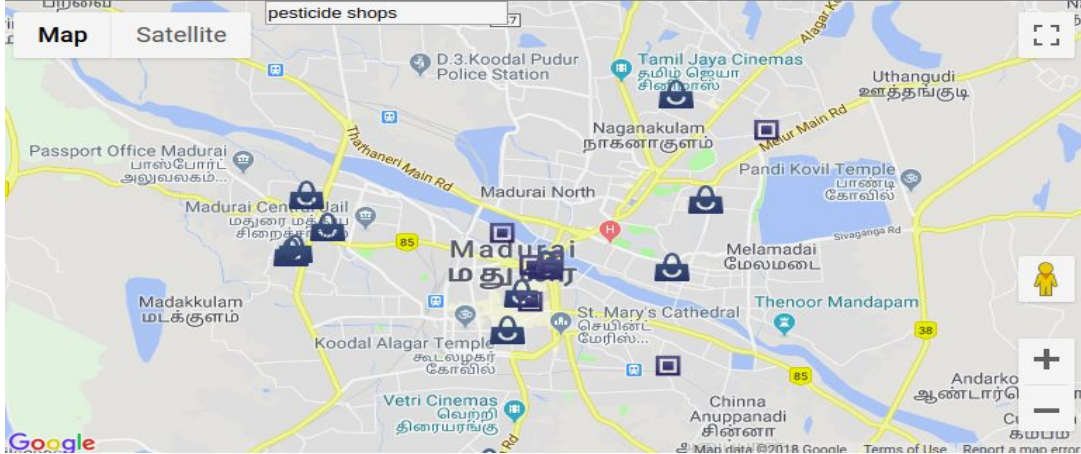 pesticide shops
Map
Satellite
D.3.Koodal Pudur
Police Station
Tamil Jaya Cinemas
தமிழ் ஜெயா
சினிமாஸ்
Alagar
Uthangudi
ஊத்தங்குடி
Naganakulam
நாகனாகுளம்
Melur Main Rd
Thathaneri Main Rd
Passport Office Madurai
பாஸ்போர்ட்
அலுவலகம்...
Pandi Kovil Temple
பாண்டி
கோவில்
Madurai North
Madurai Central Jail
மதுரை மத்திய
H
Sivaganga Rd
85
Madurai
மதுரை
Melamadai
மேலமடை
Madakkulam
மடக்குளம்
Thenoor Mandapam
St. Mary's Cathedral
செயின்ட்
மேரிஸ்...
38
Koodal Alagar Temple
கூடலழகர்
கோவில்
85
Andarko
Vetri Cinemas
வெற்றி
திரையரங்கு
Chinna
Anuppanadi
சின்னா
Rd
Google
Map data ©2018 Google
Terms of Use
Report a map error